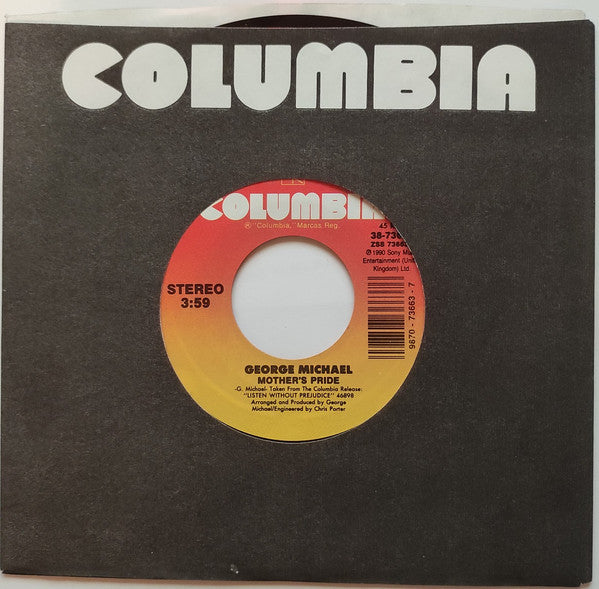 COLUMBIA
COLUMBIA
® "Columbia," Marcas Reg.
STEREO
3:59
45
ZSS
℗ 1990 Sony
Entertainment
Kingdom) Ltd.
9870 - 73663 - 7
GEORGE MICHAEL
MOTHER'S PRIDE
-G. Michael- Taken From The Columbia Release:
"LISTEN WITHOUT PREJUDICE" 46898
Arranged and Produced by George
Michael/Engineered by Chris Porter